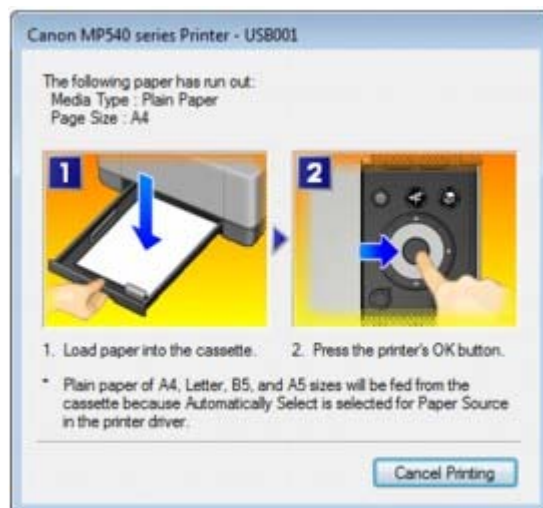 Canon MP540 series Printer - USB001
The following paper has run out:
Media Type : Plain Paper
Page Size : A4
1
2
1. Load paper into the cassette.
2. Press the printer's OK button.
* Plain paper of A4, Letter, B5, and A5 sizes will be fed from the
cassette because Automatically Select is selected for Paper Source
in the printer driver.
Cancel Printing